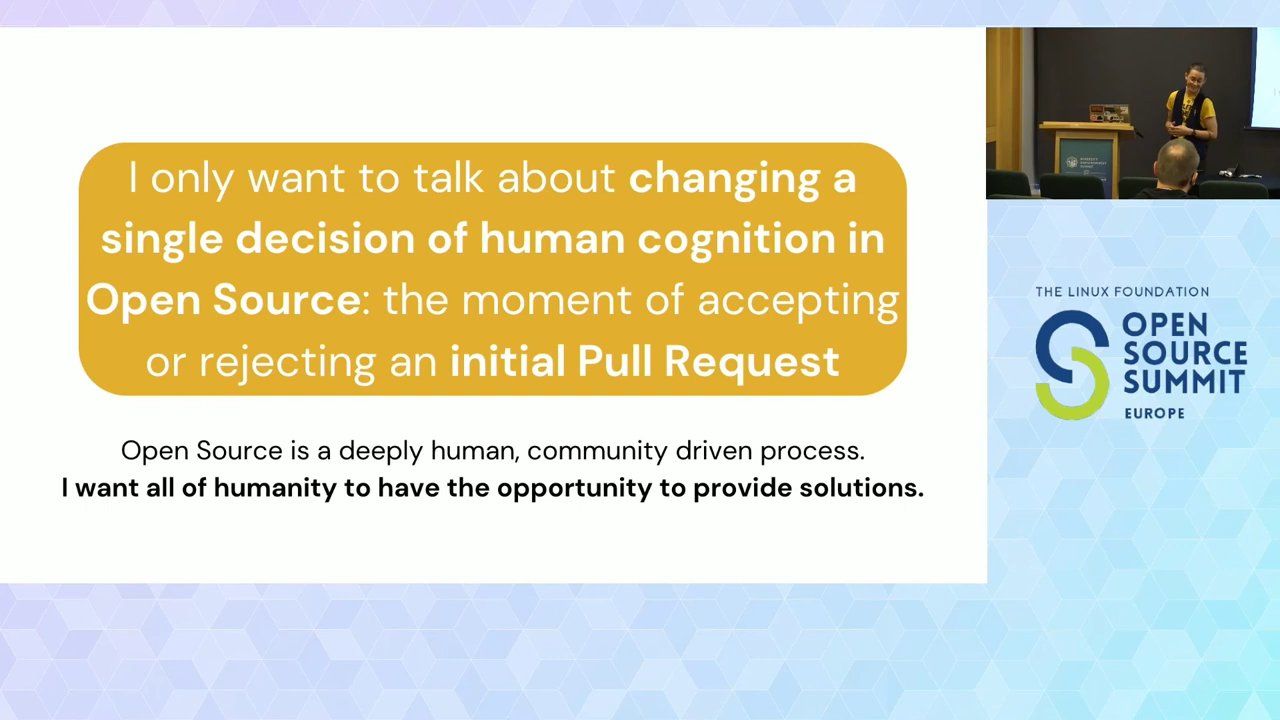 I only want to talk about changing a
single decision of human cognition in
Open Source: the moment of accepting
or rejecting an initial Pull Request
Open Source is a deeply human, community driven process.
I want all of humanity to have the opportunity to provide solutions.
THE LINUX FOUNDATION
OPEN
SOURCE
SUMMIT
EUROPE